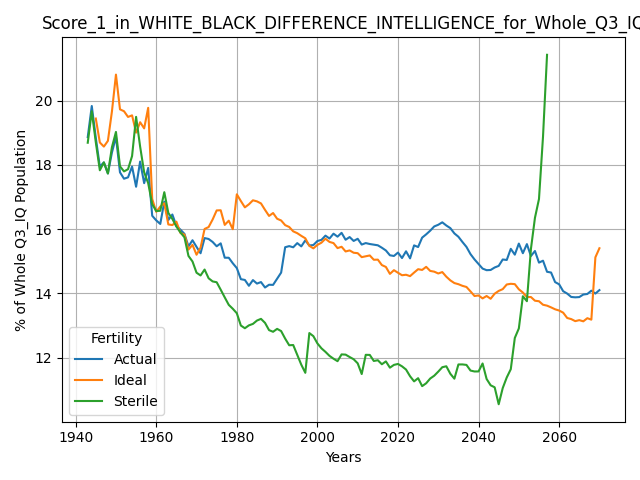 Score_1_in_WHITE_BLACK_DIFFERENCE_INTELLIGENCE_for_Whole_Q3_IQ
% of Whole Q3_IQ Population
20
18
16
14
12
Fertility
Actual
Ideal
Sterile
1940 1960 1980 2000 2020 2040 2060
Years